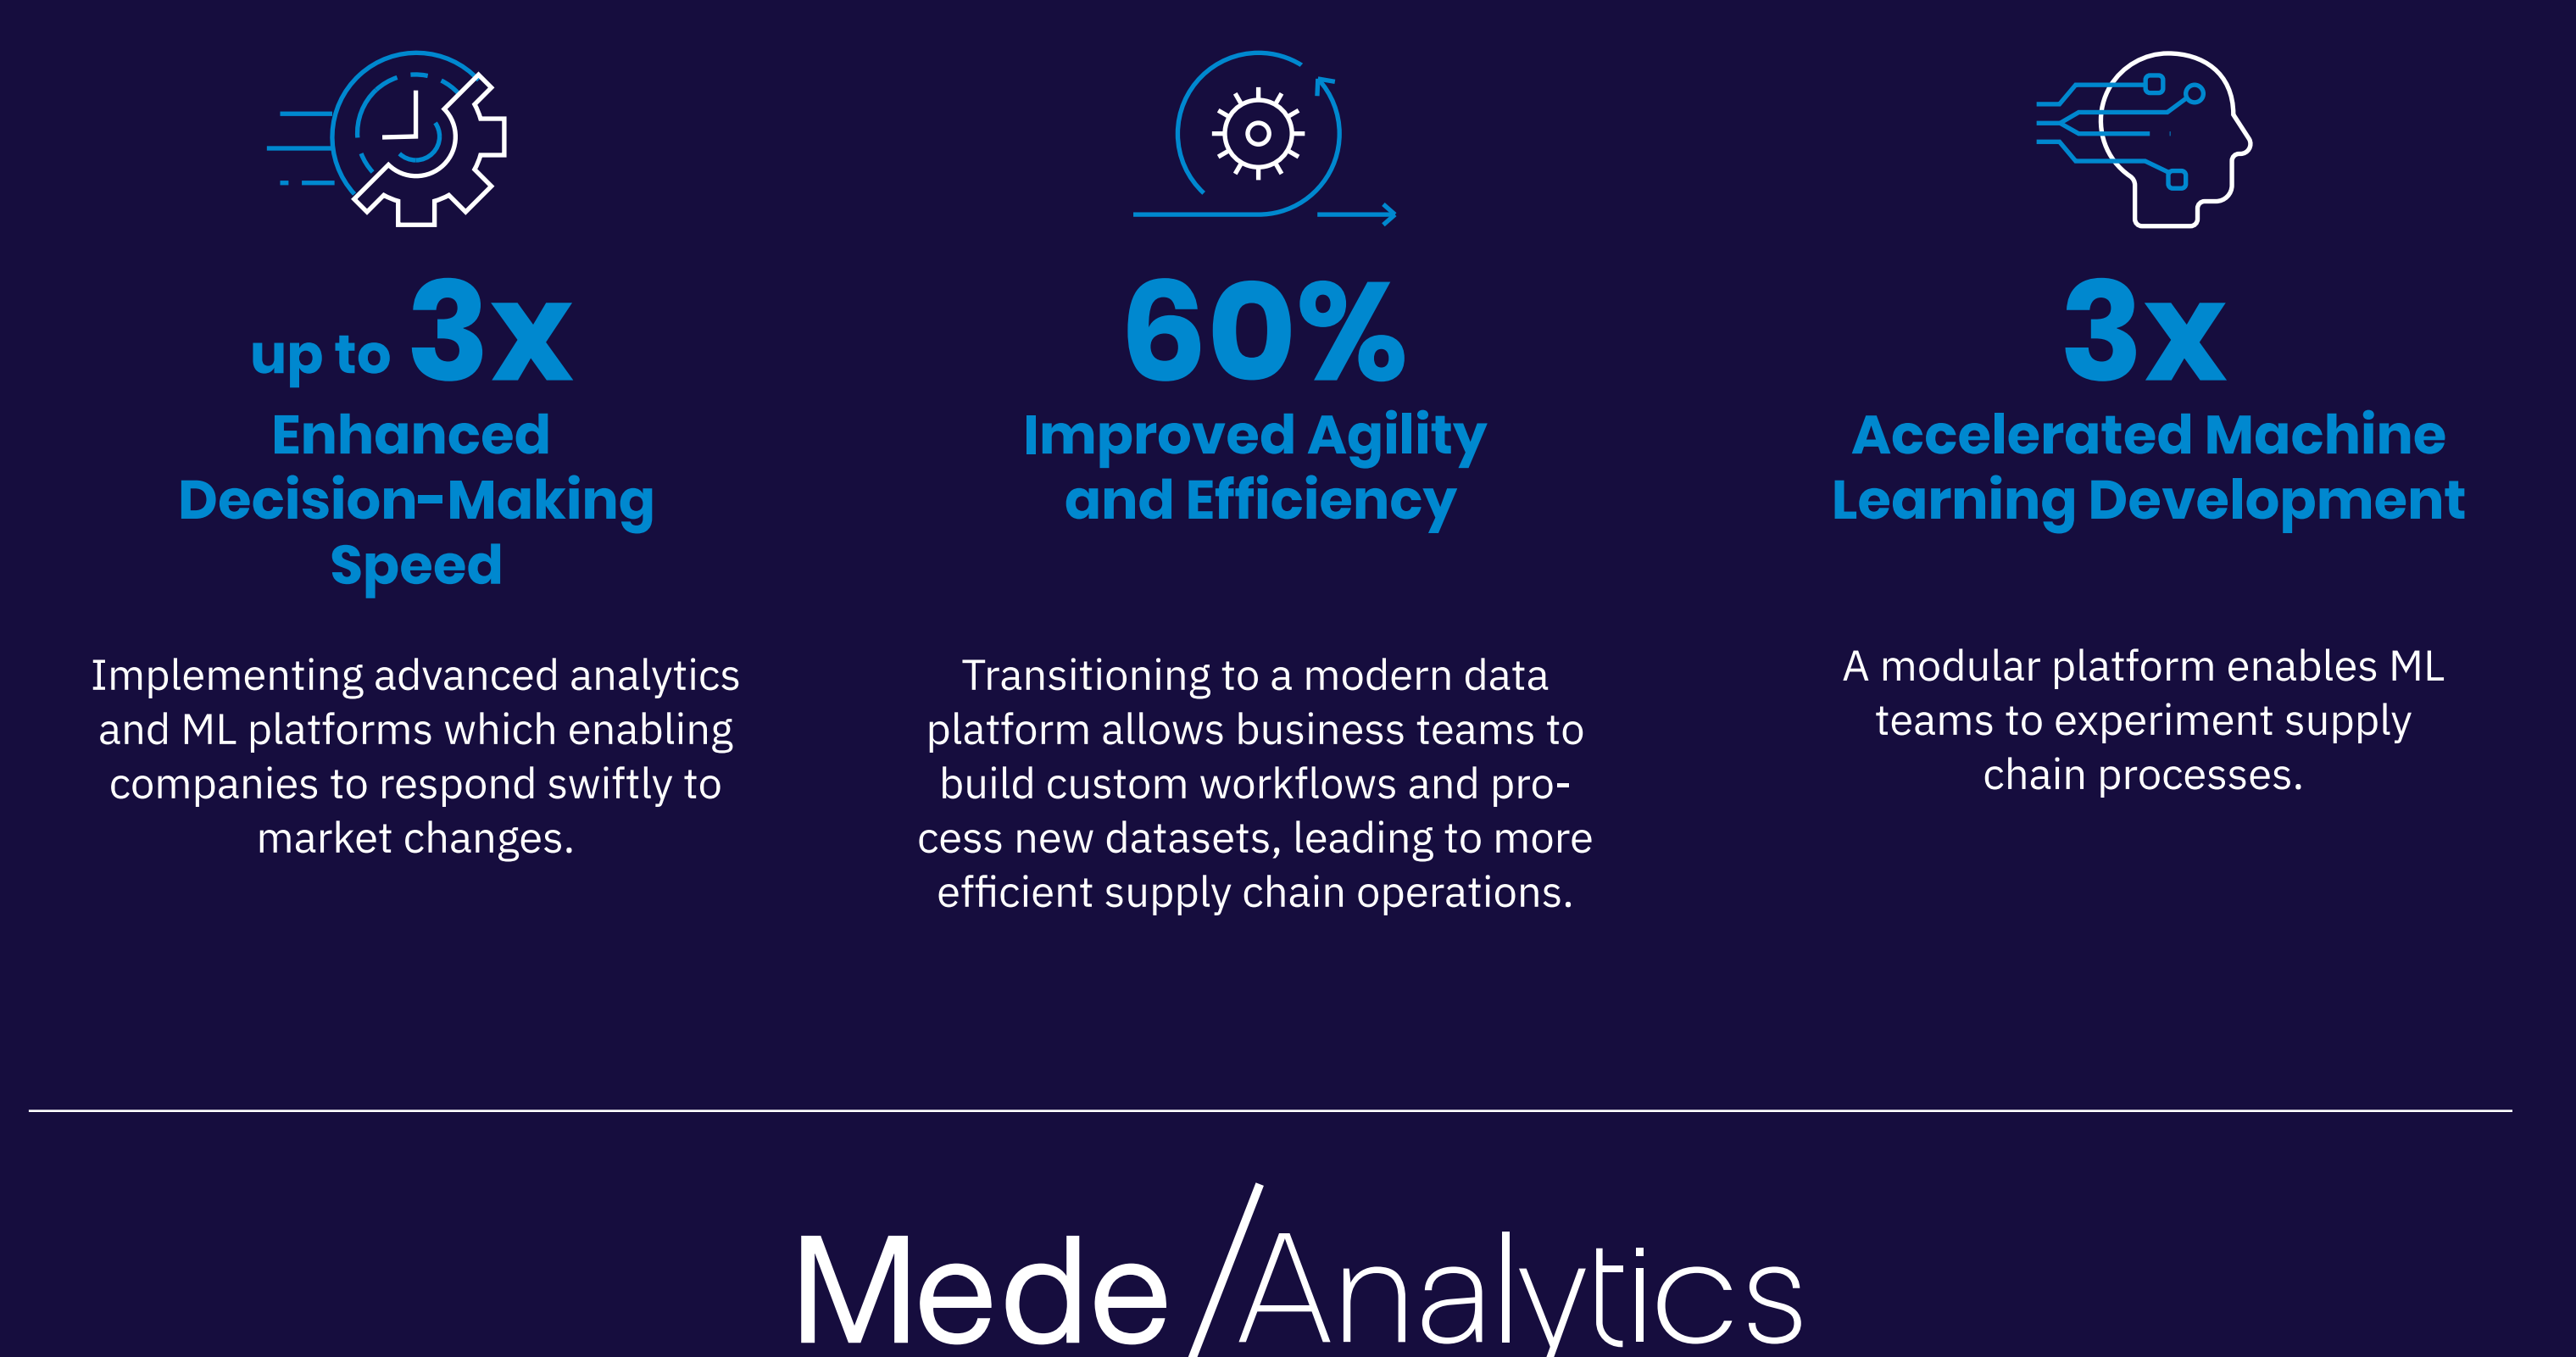 up to 3x
Enhanced
Decision-Making
Speed
Implementing advanced analytics
and ML platforms which enabling
companies to respond swiftly to
market changes.
60%
Improved Agility
and Efficiency
Transitioning to a modern data
platform allows business teams to
build custom workflows and pro-
cess new datasets, leading to more
efficient supply chain operations.
3x
Accelerated Machine
Learning Development
A modular platform enables ML
teams to experiment supply
chain processes.
Mede/Analytics